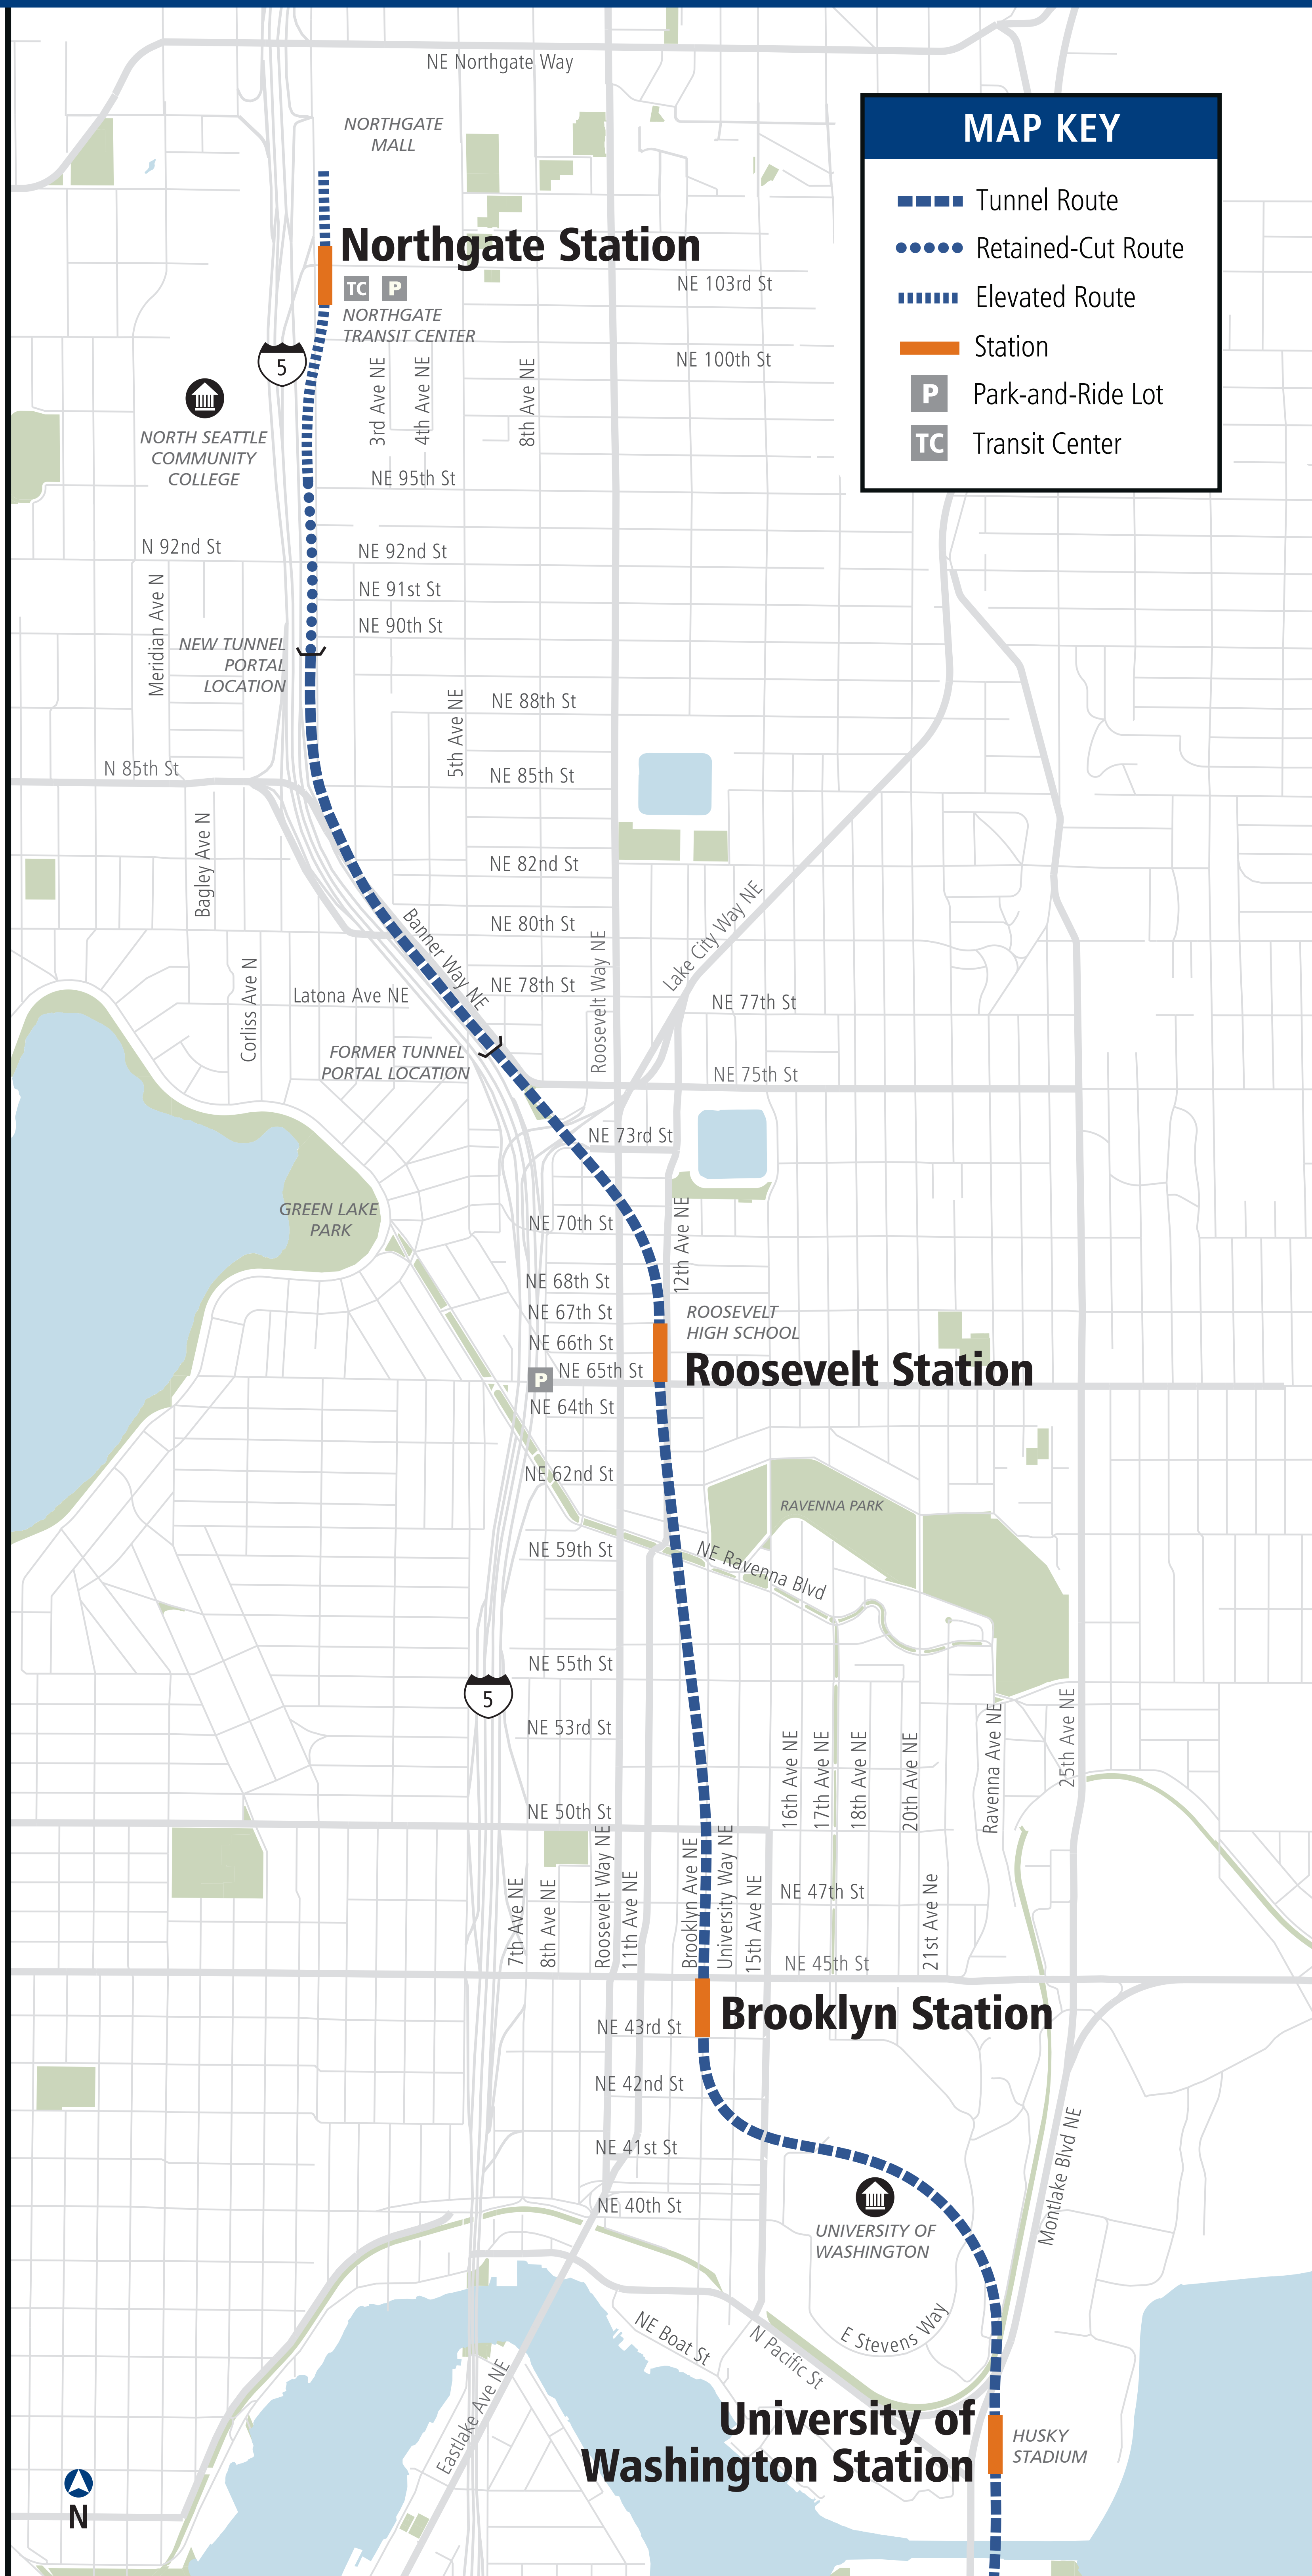 NE Northgate Way
MAP KEY
Tunnel Route
Retained-Cut Route
Elevated Route
Station
P
Park-and-Ride Lot
TC
Transit Center
NORTHGATE
MALL
Northgate Station
TC P
NORTHGATE
TRANSIT CENTER
NE 103rd St
5
NE 100th St
3rd Ave NE
4th Ave NE
8th Ave NE
NORTH SEATTLE
COMMUNITY
COLLEGE
NE 95th St
N 92nd St
NE 92nd St
NE 91st St
NE 90th St
Meridian Ave N
NEW TUNNEL
PORTAL
LOCATION
5th Ave NE
NE 88th St
N 85th St
NE 85th St
Bagley Ave N
NE 82nd St
Banner Way NE
NE 80th St
Roosevelt Way NE
Lake City Way NE
Corliss Ave N
Latona Ave NE
NE 78th St
NE 77th St
FORMER TUNNEL
PORTAL LOCATION
NE 75th St
NE 73rd St
GREEN LAKE
PARK
NE 70th St
12th Ave NE
NE 68th St
NE 67th St
ROOSEVELT
HIGH SCHOOL
NE 66th St
P
NE 65th St
Roosevelt Station
NE 64th St
NE 62nd St
RAVENNA PARK
NE 59th St
NE Ravenna Blvd
NE 55th St
5
NE 53rd St
16th Ave NE
17th Ave NE
18th Ave NE
20th Ave NE
Ravenna Ave NE
25th Ave NE
NE 50th St
7th Ave NE
8th Ave NE
Roosevelt Way NE
11th Ave NE
Brooklyn Ave NE
University Way NE
15th Ave NE
NE 47th St
21st Ave Ne
NE 45th St
Brooklyn Station
NE 43rd St
NE 42nd St
NE 41st St
NE 40th St
Montlake Blvd NE
UNIVERSITY OF
WASHINGTON
E Stevens Way
NE Boat St
N Pacific St
Eastlake Ave NE
University of
Washington Station
HUSKY
STADIUM
N